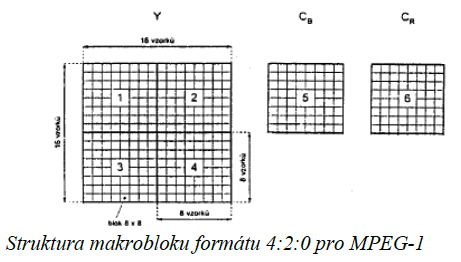 Y
C_B
C_R
16 vzorků
16 vzorků
1
2
5
6
3
4
8 vzorků
8 vzorků
blok 8 x 8
Struktura makrobloku formátu 4:2:0 pro MPEG-1